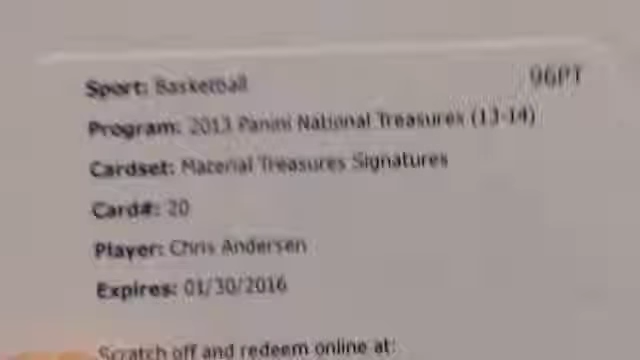 Sport: Basketball
96PT
Program: 2013 Panini National Treasures (13-14)
Cardset: Material Treasures Signatures
Card#: 20
Player: Chris Andersen
Expires: 01/30/2016
Scratch off and redeem online at: